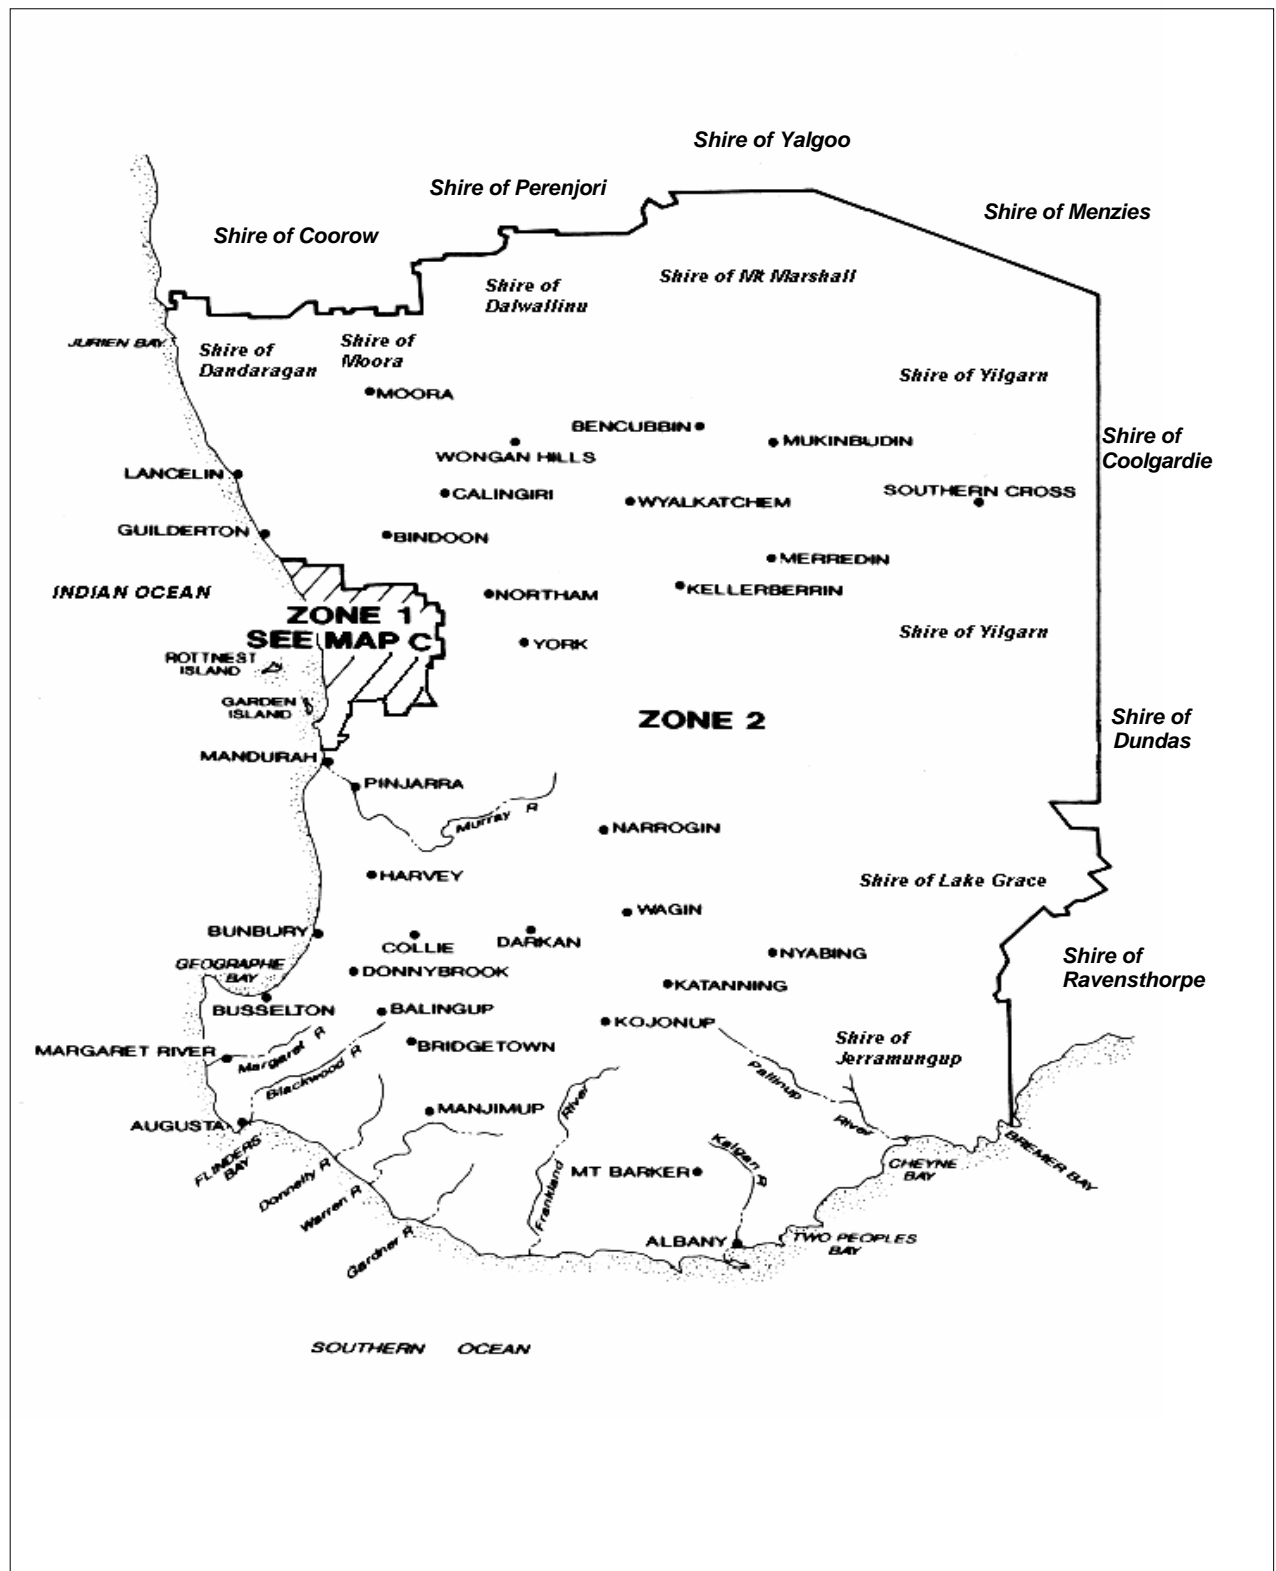 Shire of Yalgoo
Shire of Perenjori
Shire of Menzies
Shire of Coorow
Shire of Mt Marshall
Shire of
Dalwallinu
JURIEN BAY
Shire of
Dandaragan
Shire of
Moora
Shire of Yilgarn
MOORA
BENCUBBIN
MUKINBUDIN
Shire of
Coolgardie
WONGAN HILLS
LANCELIN
CALINGIRI
WYALKATCHEM
SOUTHERN CROSS
GUILDERTON
BINDOON
MERREDIN
INDIAN OCEAN
NORTHAM
KELLERBERRIN
ZONE 1
SEE MAP C
YORK
Shire of Yilgarn
ROTTNEST
ISLAND
GARDEN
ISLAND
ZONE 2
Shire of
Dundas
MANDURAH
PINJARRA
Murray R
NARROGIN
HARVEY
Shire of Lake Grace
WAGIN
BUNBURY
COLLIE
DARKAN
NYABING
Shire of
Ravensthorpe
GEOGRAPHE
BAY
DONNYBROOK
KATANNING
BUSSELTON
BALINGUP
KOJONUP
MARGARET RIVER
Margaret R
BRIDGETOWN
Shire of
Jerramungup
Blackwood R
Pallinup
River
AUGUSTA
MANJIMUP
FLINDERS
BAY
Donnelly R
Warren R
Gardner R
Frankland
River
MT BARKER
Kalgan R
CHEYNE
BAY
BREMER BAY
ALBANY
TWO PEOPLES
BAY
SOUTHERN OCEAN